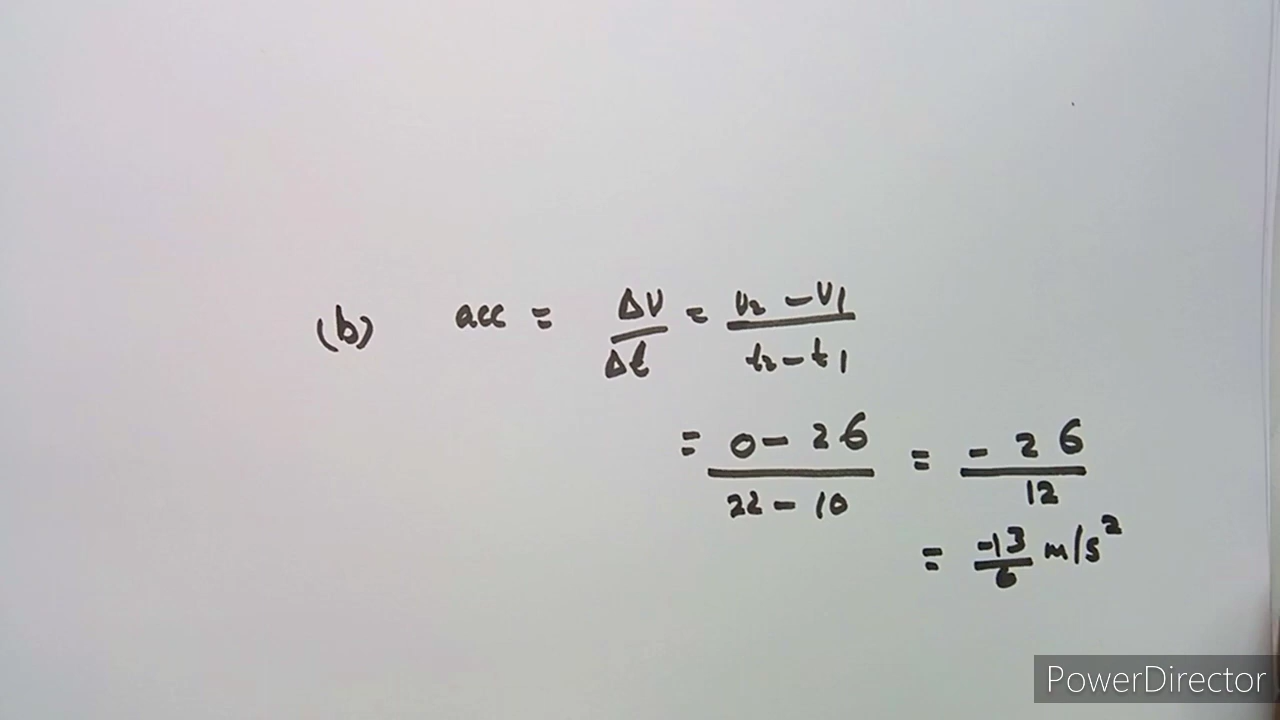 (b) acc = ΔV/Δt = V₂ - V₁/t₂ - t₁
= 0 - 26/22 - 10 = - 26/12
= -13/6 m/s²
PowerDirector